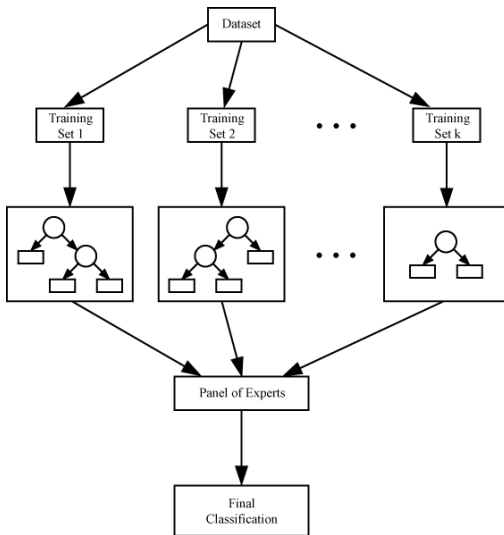 Dataset
Training
Set 1
Training
Set 2
Training
Set k
Panel of Experts
Final
Classification